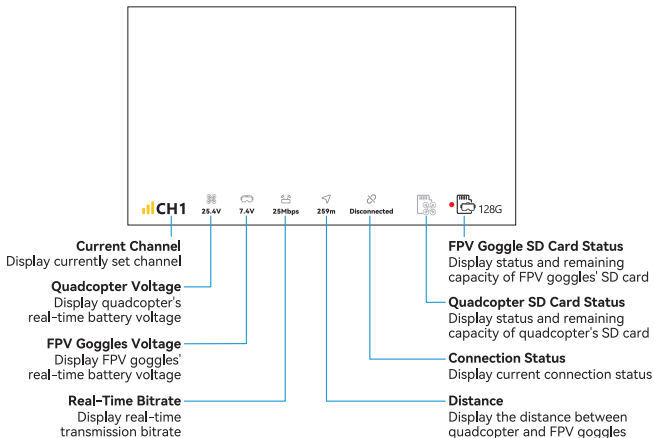 CH1
25.4V
7.4V
25Mbps
259m
Disconnected
128G
Current Channel
Display currently set channel
Quadcopter Voltage
Display quadcopter's
real-time battery voltage
FPV Goggles Voltage
Display FPV goggles'
real-time battery voltage
Real-Time Bitrate
Display real-time
transmission bitrate
FPV Goggle SD Card Status
Display status and remaining
capacity of FPV goggles' SD card
Quadcopter SD Card Status
Display status and remaining
capacity of quadcopter's SD card
Connection Status
Display current connection status
Distance
Display the distance between
quadcopter and FPV goggles